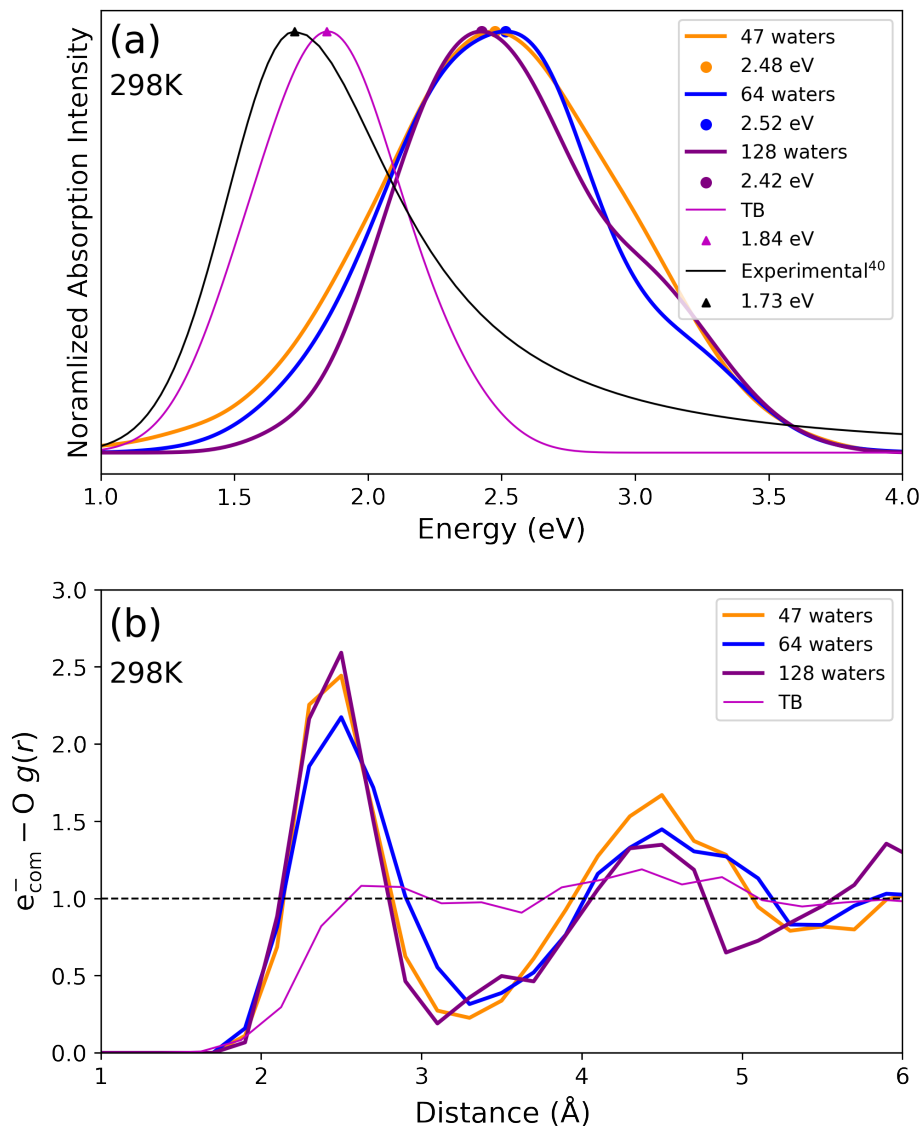 (a)
298K
47 waters
2.48 eV
64 waters
2.52 eV
128 waters
2.42 eV
TB
1.84 eV
Experimental⁴⁰
1.73 eV
Noramlized Absorption Intensity
1.0 1.5 2.0 2.5 3.0 3.5 4.0
Energy (eV)
(b)
298K
47 waters
64 waters
128 waters
TB
3.0
2.5
2.0
1.5
1.0
0.5
0.0
e⁻com − O g(r)
1 2 3 4 5 6
Distance (Å)